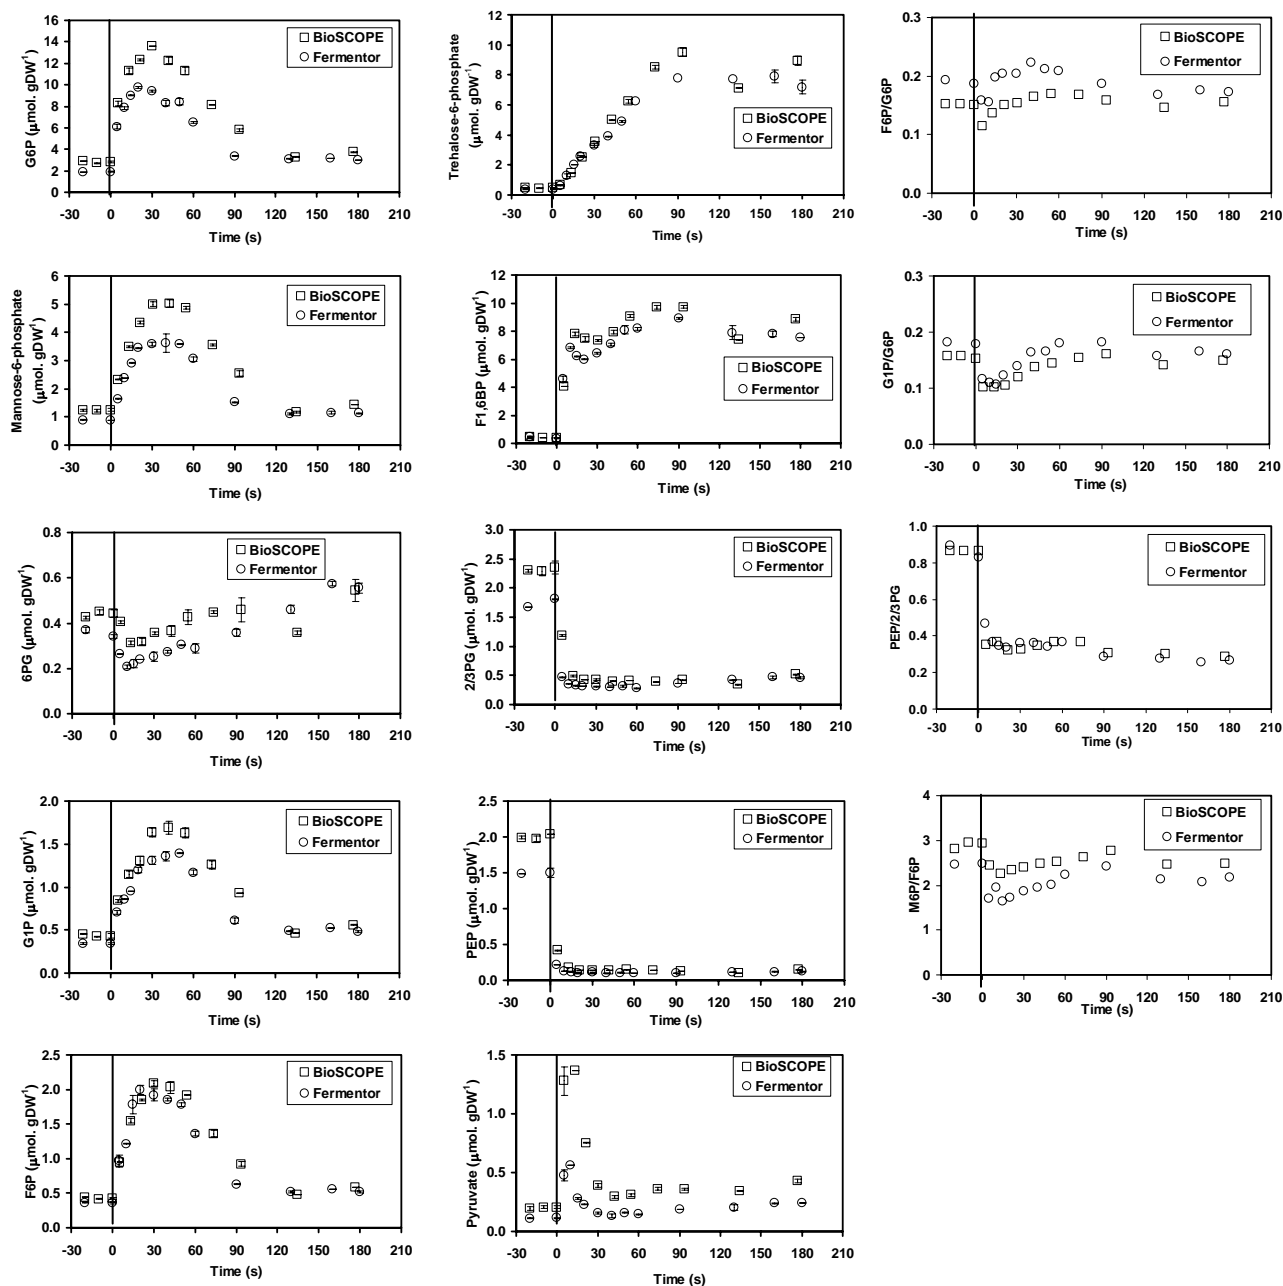 G6P (μmol. gDW⁻¹)
16
14
12
10
8
6
4
2
0
BioSCOPE
Fermentor
-30 0 30 60 90 120 150 180 210
Time (s)
Trehalose-6-phosphate
(μmol. gDW⁻¹)
12
10
8
6
4
2
0
BioSCOPE
Fermentor
-30 0 30 60 90 120 150 180 210
Time (s)
F6P/G6P
0.3
0.2
0.1
0.0
BioSCOPE
Fermentor
-30 0 30 60 90 120 150 180 210
Time (s)
Mannose-6-phosphate
(μmol. gDW⁻¹)
6
5
4
3
2
1
0
BioSCOPE
Fermentor
-30 0 30 60 90 120 150 180 210
Time (s)
F1,6BP (μmol. gDW⁻¹)
12
10
8
6
4
2
0
BioSCOPE
Fermentor
-30 0 30 60 90 120 150 180 210
Time (s)
G1P/G6P
0.3
0.2
0.1
0.0
BioSCOPE
Fermentor
-30 0 30 60 90 120 150 180 210
Time (s)
6PG (μmol. gDW⁻¹)
0.8
0.6
0.4
0.2
0.0
BioSCOPE
Fermentor
-30 0 30 60 90 120 150 180 210
Time (s)
2/3PG (μmol. gDW⁻¹)
3.0
2.5
2.0
1.5
1.0
0.5
0.0
BioSCOPE
Fermentor
-30 0 30 60 90 120 150 180 210
Time (s)
PEP/2/3PG
1.0
0.8
0.6
0.4
0.2
0.0
BioSCOPE
Fermentor
-30 0 30 60 90 120 150 180 210
Time (s)
G1P (μmol. gDW⁻¹)
2.0
1.5
1.0
0.5
0.0
BioSCOPE
Fermentor
-30 0 30 60 90 120 150 180 210
Time (s)
PEP (μmol. gDW⁻¹)
2.5
2.0
1.5
1.0
0.5
0.0
BioSCOPE
Fermentor
-30 0 30 60 90 120 150 180 210
Time (s)
M6P/F6P
4
3
2
1
0
BioSCOPE
Fermentor
-30 0 30 60 90 120 150 180 210
Time (s)
F6P (μmol. gDW⁻¹)
2.5
2.0
1.5
1.0
0.5
0.0
BioSCOPE
Fermentor
-30 0 30 60 90 120 150 180 210
Time (s)
Pyruvate (μmol. gDW⁻¹)
1.5
1.0
0.5
0.0
BioSCOPE
Fermentor
-30 0 30 60 90 120 150 180 210
Time (s)